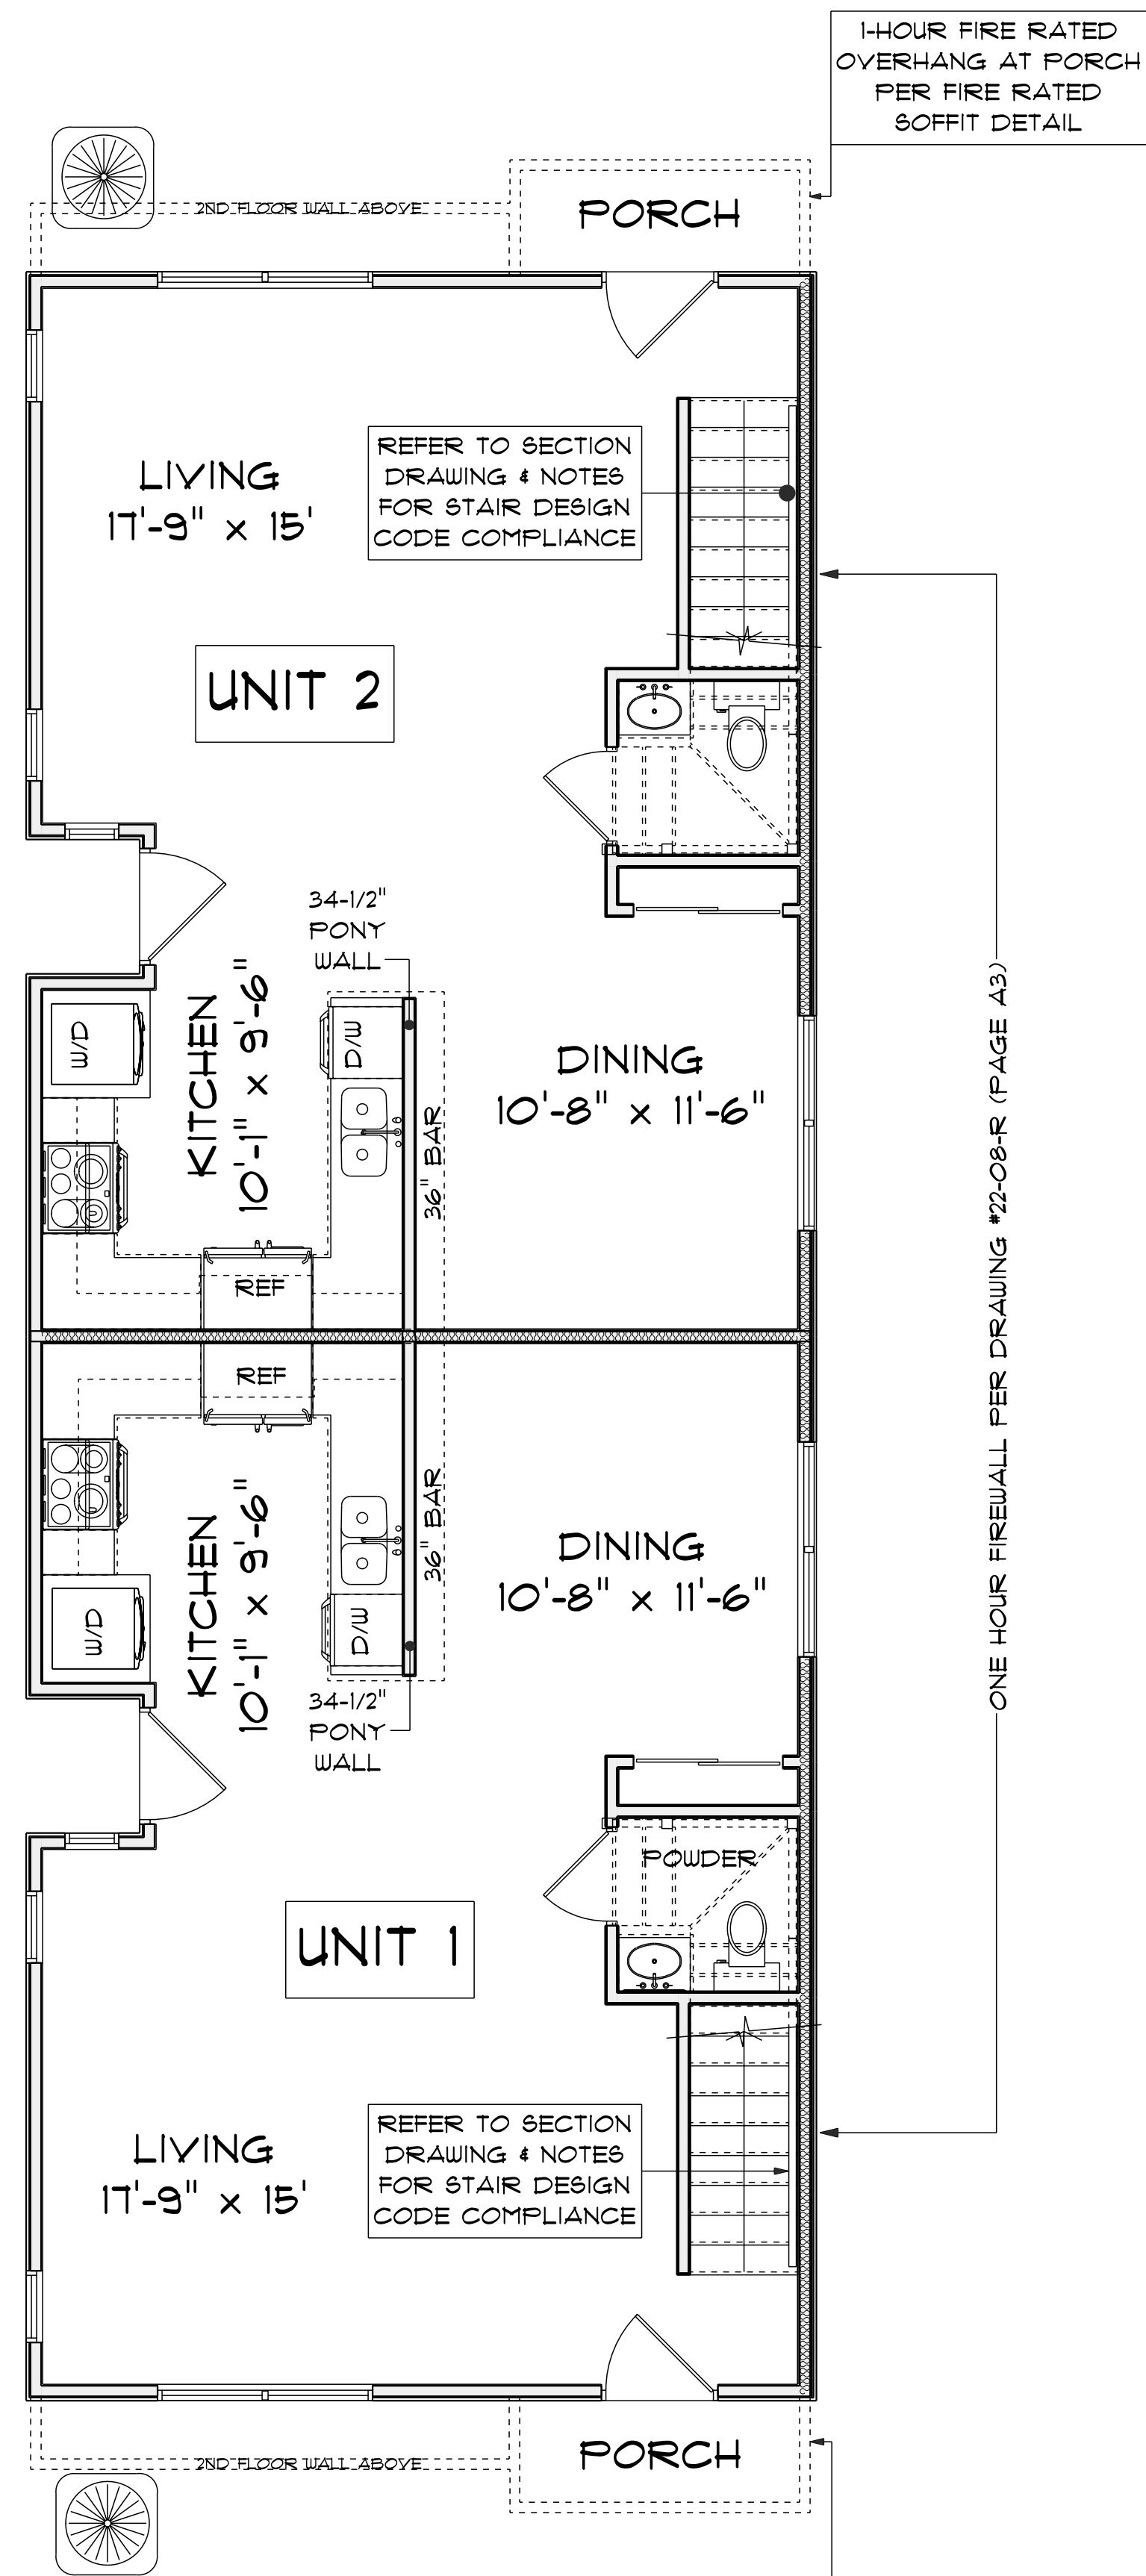 1-HOUR FIRE RATED
OVERHANG AT PORCH
PER FIRE RATED
SOFFIT DETAIL
2ND FLOOR WALL ABOVE
PORCH
REFER TO SECTION
DRAWING & NOTES
FOR STAIR DESIGN
CODE COMPLIANCE
LIVING
17'-9" x 15'
UNIT 2
34-1/2"
PONY
WALL
W/D
KITCHEN
10'-1" x 9'-6"
D/W
36" BAR
DINING
10'-8" x 11'-6"
REF
ONE HOUR FIREWALL PER DRAWING #22-08-R (PAGE A3)
REF
W/D
KITCHEN
10'-1" x 9'-6"
D/W
36" BAR
DINING
10'-8" x 11'-6"
34-1/2"
PONY
WALL
POWDER
UNIT 1
REFER TO SECTION
DRAWING & NOTES
FOR STAIR DESIGN
CODE COMPLIANCE
LIVING
17'-9" x 15'
PORCH
2ND FLOOR WALL ABOVE